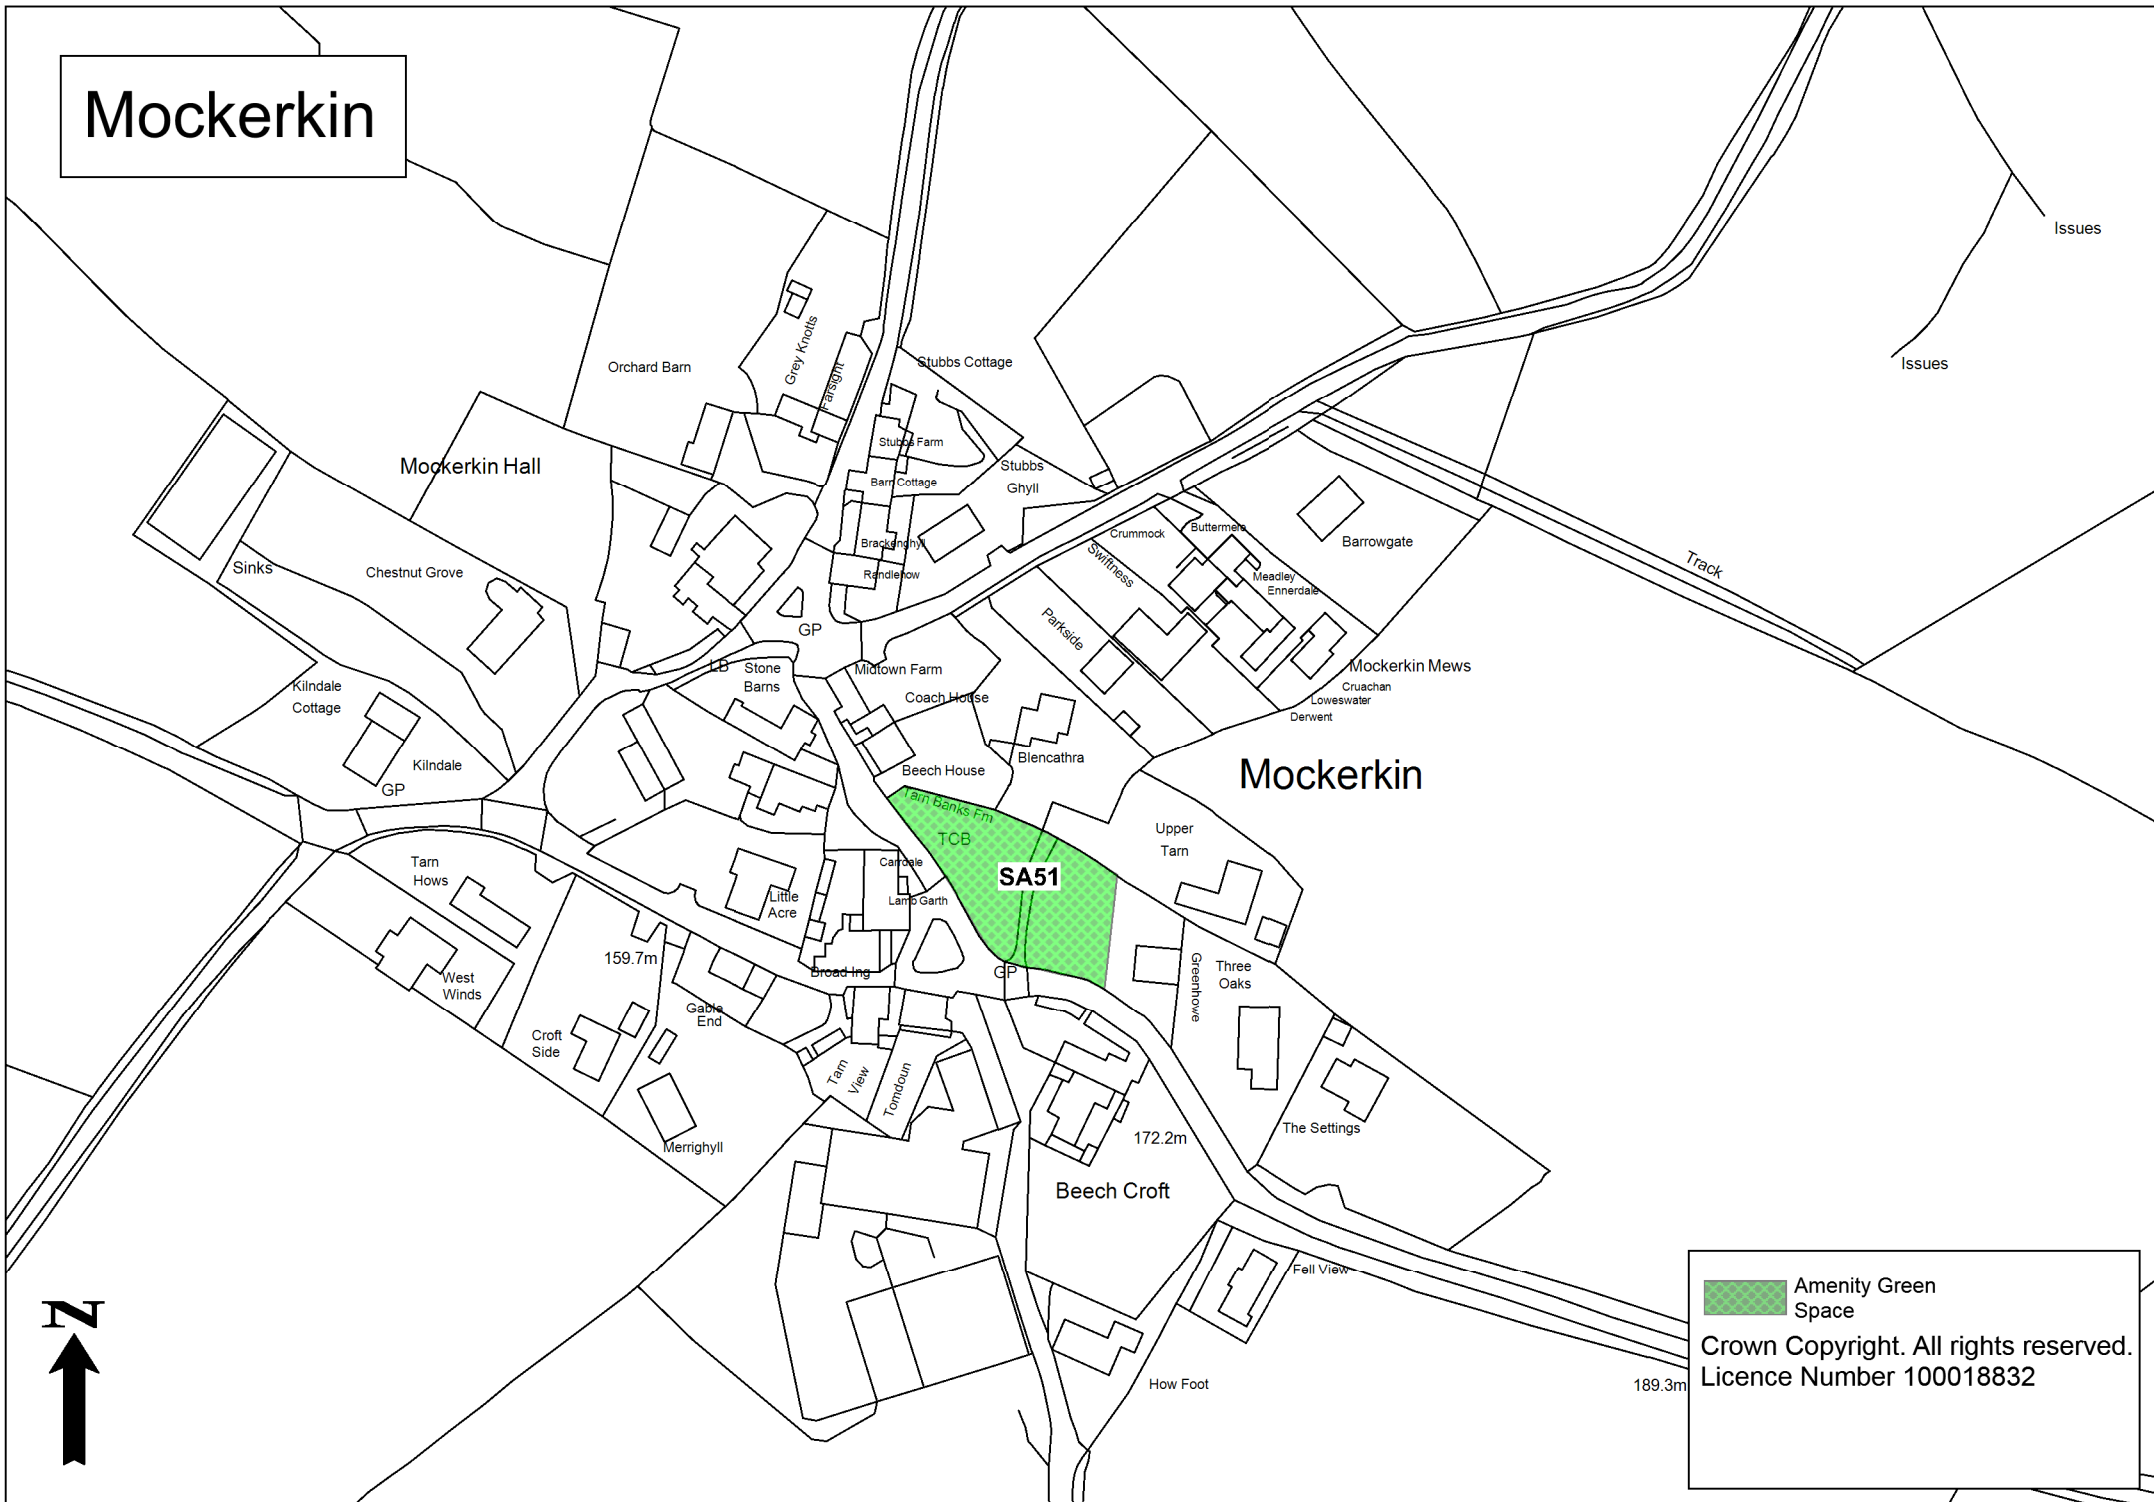 Mockerkin
Issues
Issues
Grey Knotts
Farsight
Orchard Barn
Stubbs Cottage
Stubbs Farm
Mockerkin Hall
Stubbs
Ghyll
Barn Cottage
Buttermere
Crummock
Barrowgate
Brackenghyll
Swiftness
Track
Sinks
Chestnut Grove
Randlehow
Meadley
Ennerdale
Parkside
GP
LB
Stone
Barns
Midtown Farm
Mockerkin Mews
Cruachan
Loweswater
Derwent
Kilndale
Cottage
Coach House
Kilndale
GP
Beech House
Blencathra
Mockerkin
Tarn Banks Fm
TCB
Upper
Tarn
Tarn
Hows
Carrdale
SA51
Little
Acre
Lamb Garth
159.7m
West
Winds
Broad Ing
GP
Greenhowe
Three
Oaks
Gable
End
Croft
Side
Tarn
View
Tomdoun
Merrighyll
172.2m
The Settings
Beech Croft
Fell View
How Foot
189.3m
N
Amenity Green
Space
Crown Copyright. All rights reserved.
Licence Number 100018832